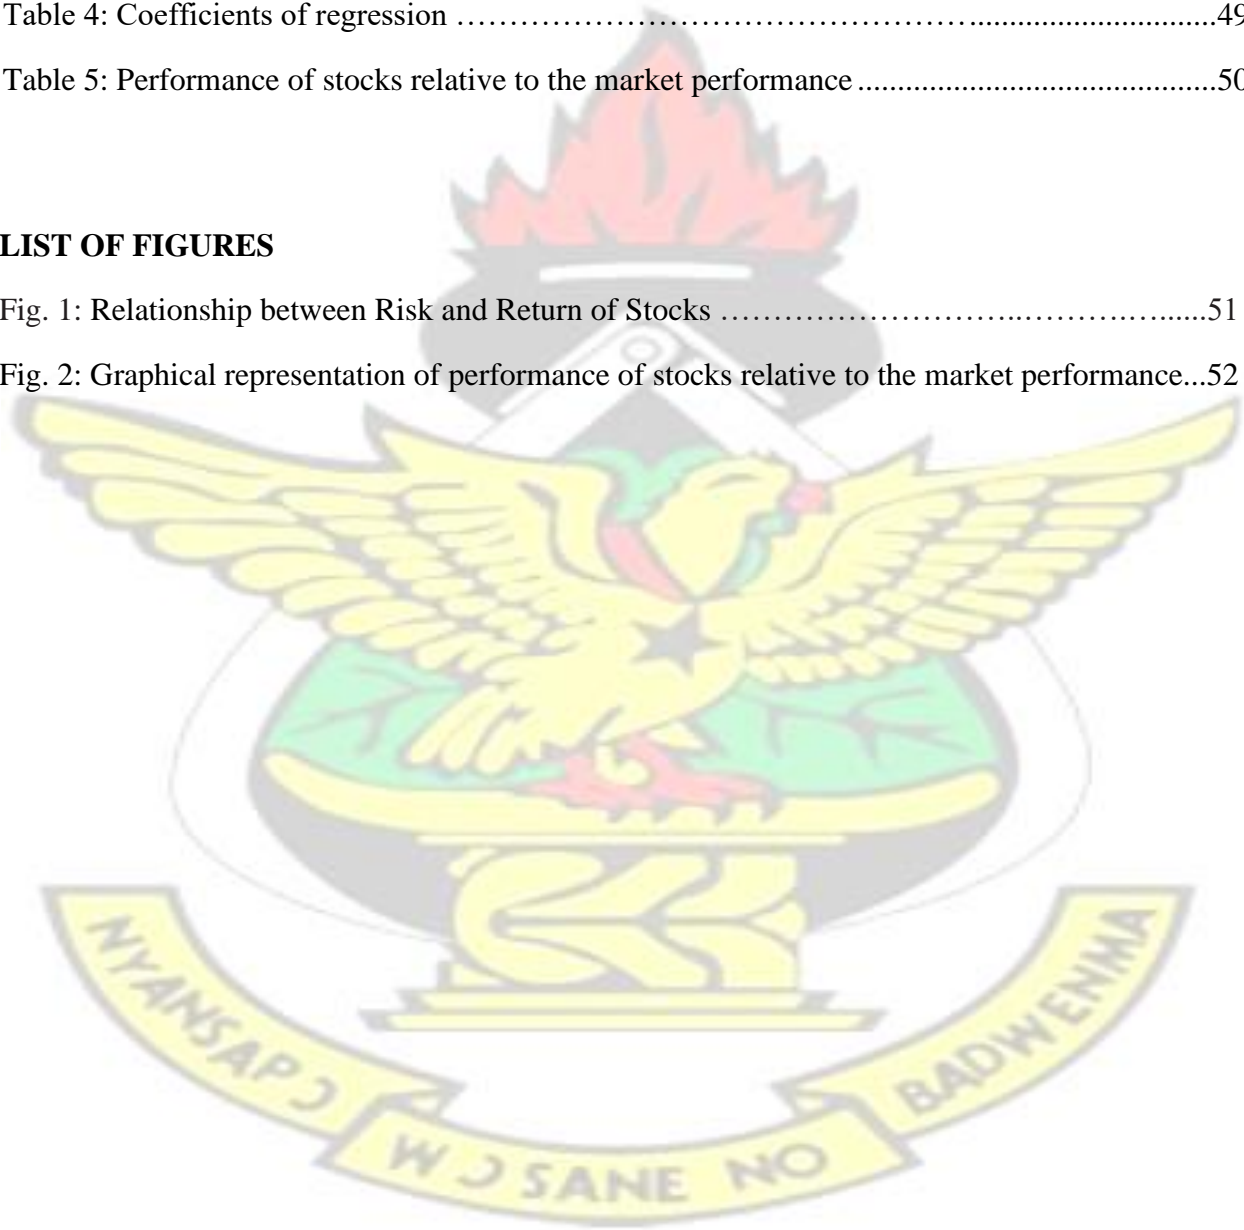 Table 4: Coefficients of regression ……………………………………………..............................49
Table 5: Performance of stocks relative to the market performance .............................................50
LIST OF FIGURES
Fig. 1: Relationship between Risk and Return of Stocks ………………………..……….…......51
Fig. 2: Graphical representation of performance of stocks relative to the market performance...52
NYANSAPƆ
WƆSANE NO
BADWENMA